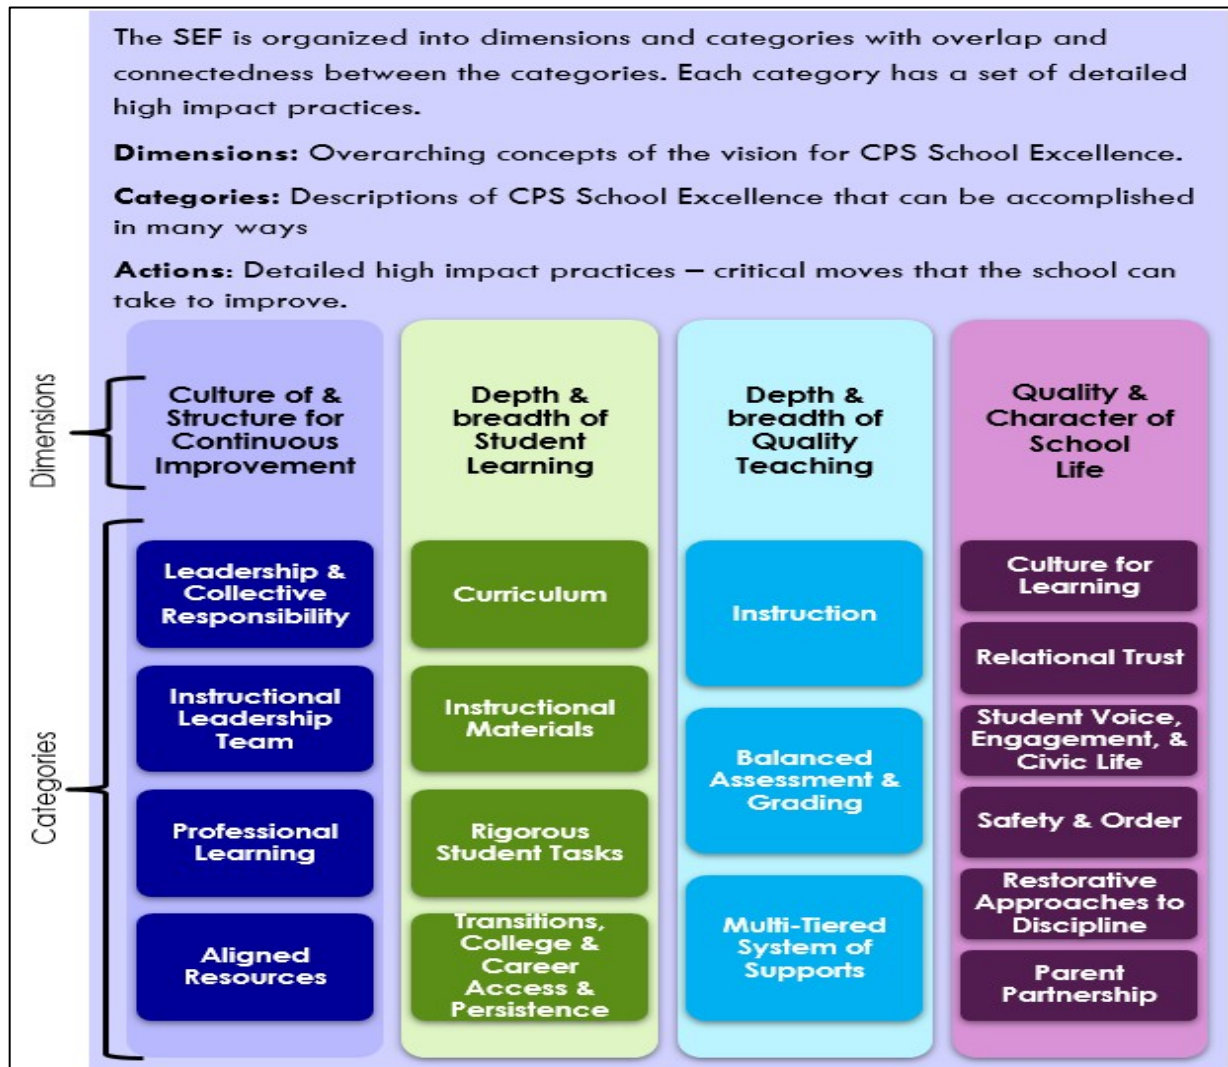 The SEF is organized into dimensions and categories with overlap and
connectedness between the categories. Each category has a set of detailed
high impact practices.
Dimensions: Overarching concepts of the vision for CPS School Excellence.
Categories: Descriptions of CPS School Excellence that can be accomplished
in many ways
Actions: Detailed high impact practices – critical moves that the school can
take to improve.
Dimensions
Culture of &
Structure for
Continuous
Improvement
Depth &
breadth of
Student
Learning
Depth &
breadth of
Quality
Teaching
Quality &
Character of
School
Life
Categories
Leadership &
Collective
Responsibility
Instructional
Leadership
Team
Professional
Learning
Aligned
Resources
Curriculum
Instructional
Materials
Rigorous
Student Tasks
Transitions,
College &
Career
Access &
Persistence
Instruction
Balanced
Assessment &
Grading
Multi-Tiered
System of
Supports
Culture for
Learning
Relational Trust
Student Voice,
Engagement, &
Civic Life
Safety & Order
Restorative
Approaches to
Discipline
Parent
Partnership